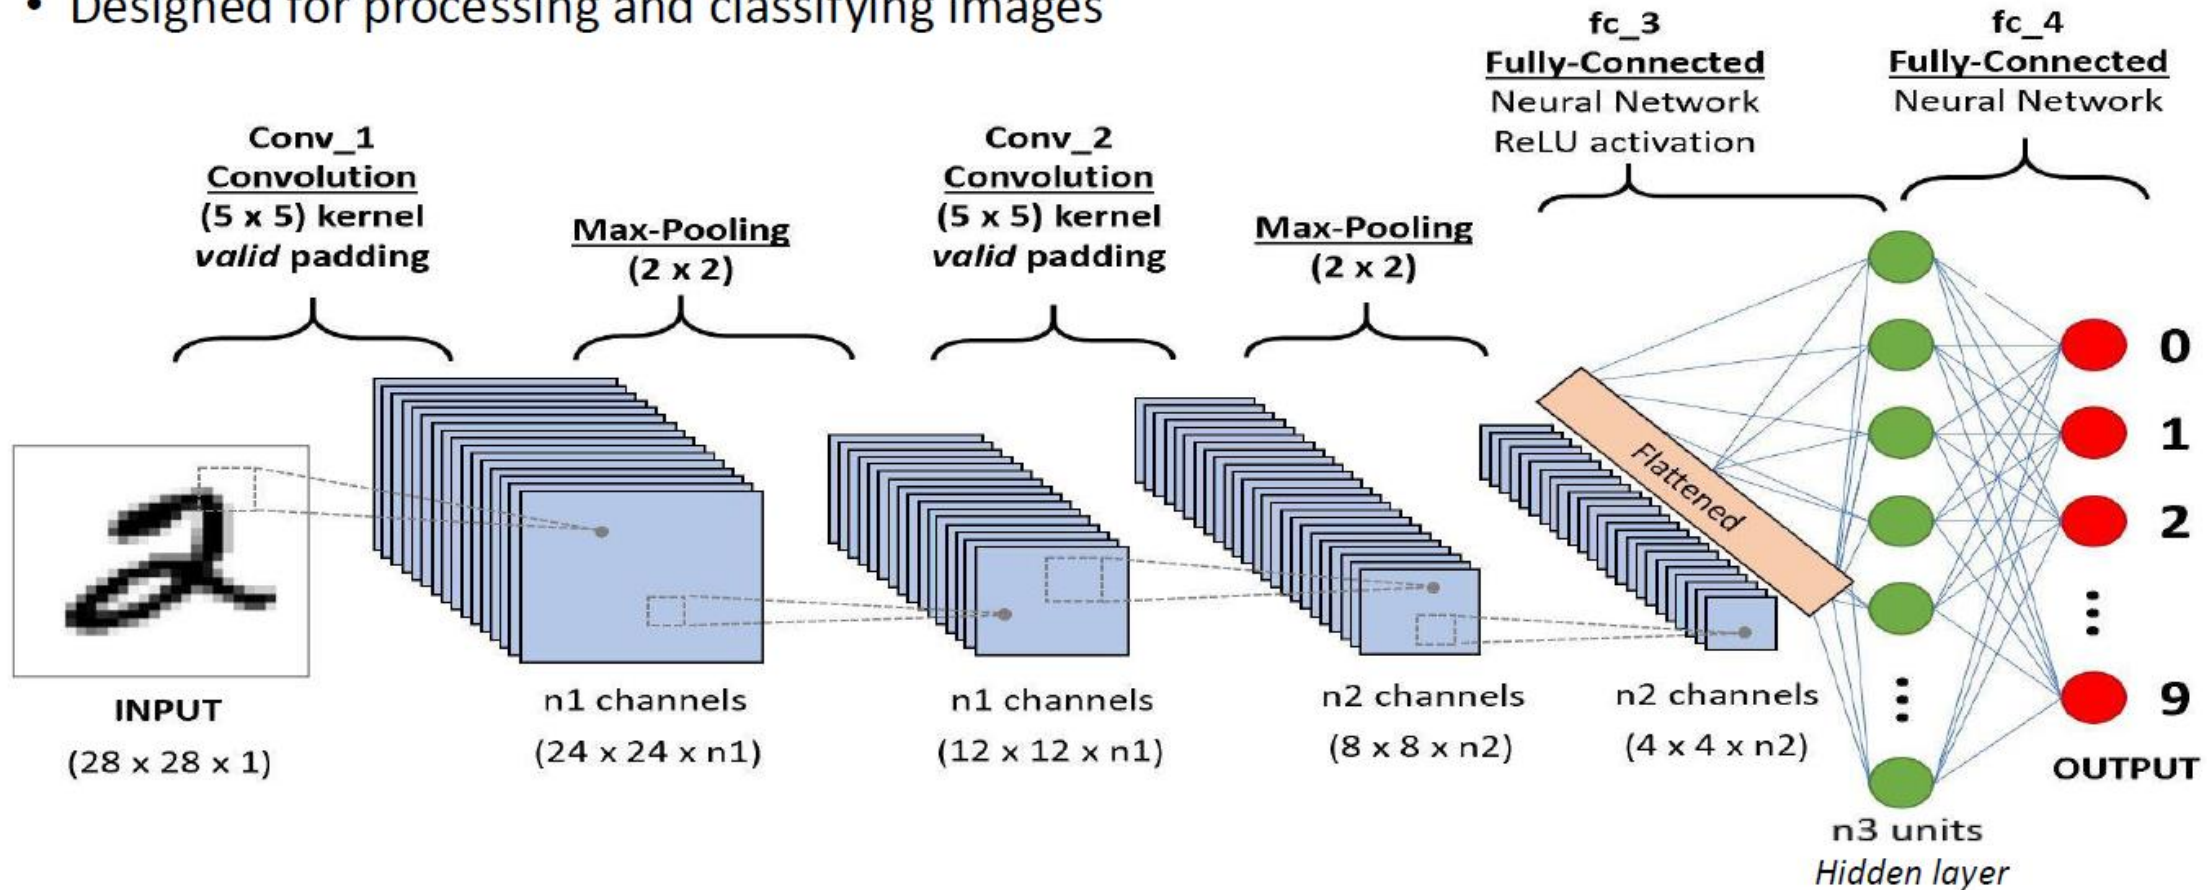 • Designed for processing and classifying images
Conv_1
Convolution
(5 x 5) kernel
valid padding
Max-Pooling
(2 x 2)
Conv_2
Convolution
(5 x 5) kernel
valid padding
Max-Pooling
(2 x 2)
fc_3
Fully-Connected
Neural Network
ReLU activation
fc_4
Fully-Connected
Neural Network
INPUT
(28 x 28 x 1)
n1 channels
(24 x 24 x n1)
n1 channels
(12 x 12 x n1)
n2 channels
(8 x 8 x n2)
n2 channels
(4 x 4 x n2)
Flattened
n3 units
Hidden layer
0
1
2
9
OUTPUT
2